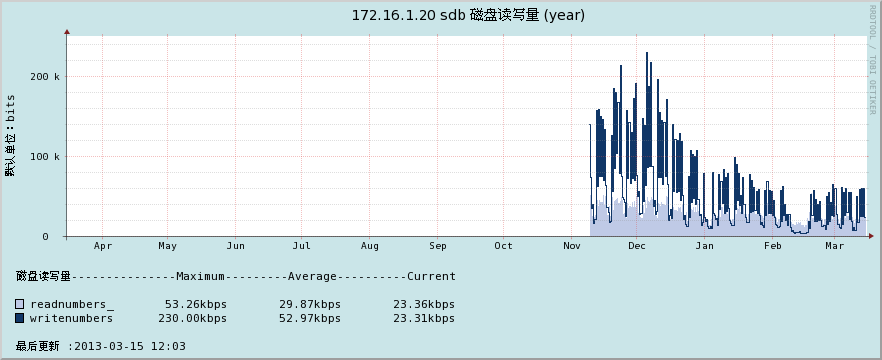 172.16.1.20 sdb 磁盘读写量 (year)
RRDTOOL / TOBI OETIKER
默认单位：bits
200 k
100 k
0
Apr May Jun Jul Aug Sep Oct Nov Dec Jan Feb Mar
磁盘读写量---------------Maximum---------Average----------Current
readnumbers_ 53.26kbps 29.87kbps 23.36kbps
writenumbers 230.00kbps 52.97kbps 23.31kbps
最后更新 :2013-03-15 12:03